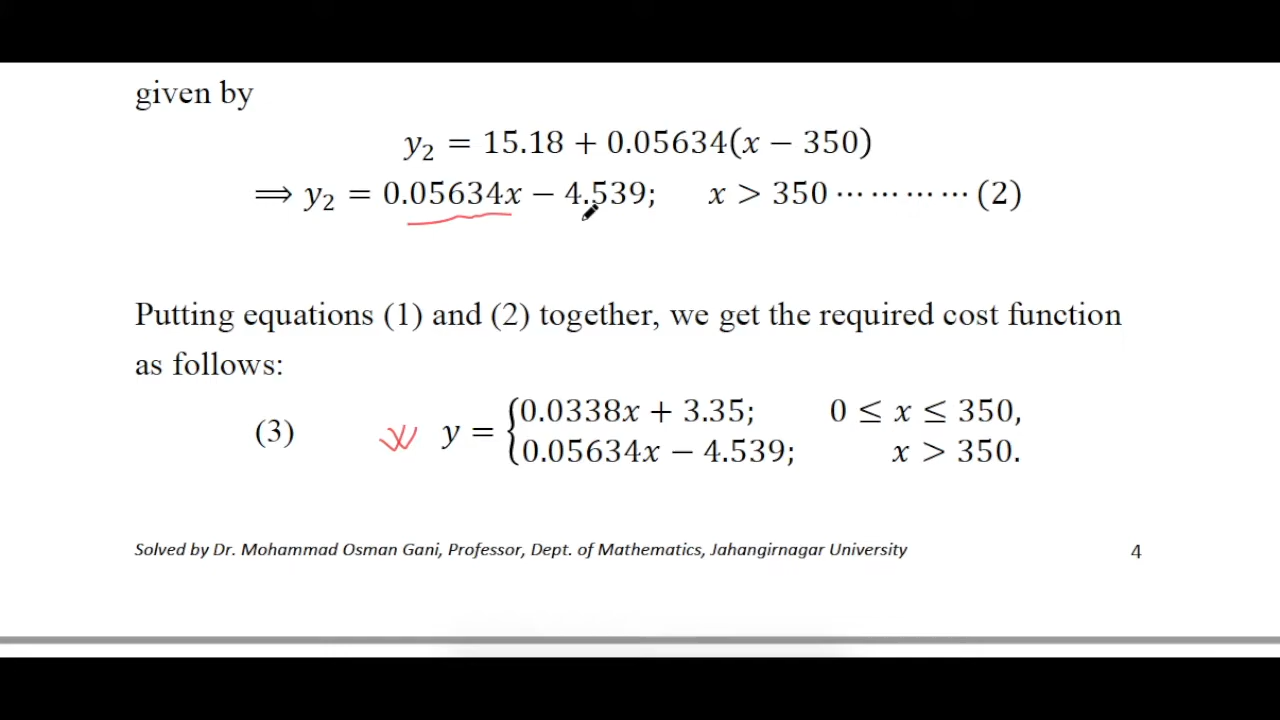 given by
y₂ = 15.18 + 0.05634(x − 350)
⟹ y₂ = 0.05634x − 4.539; x > 350 ⋯⋯⋯⋯ (2)
Putting equations (1) and (2) together, we get the required cost function
as follows:
(3) y = { 0.0338x + 3.35; 0 ≤ x ≤ 350,
0.05634x − 4.539; x > 350.
Solved by Dr. Mohammad Osman Gani, Professor, Dept. of Mathematics, Jahangirnagar University 4